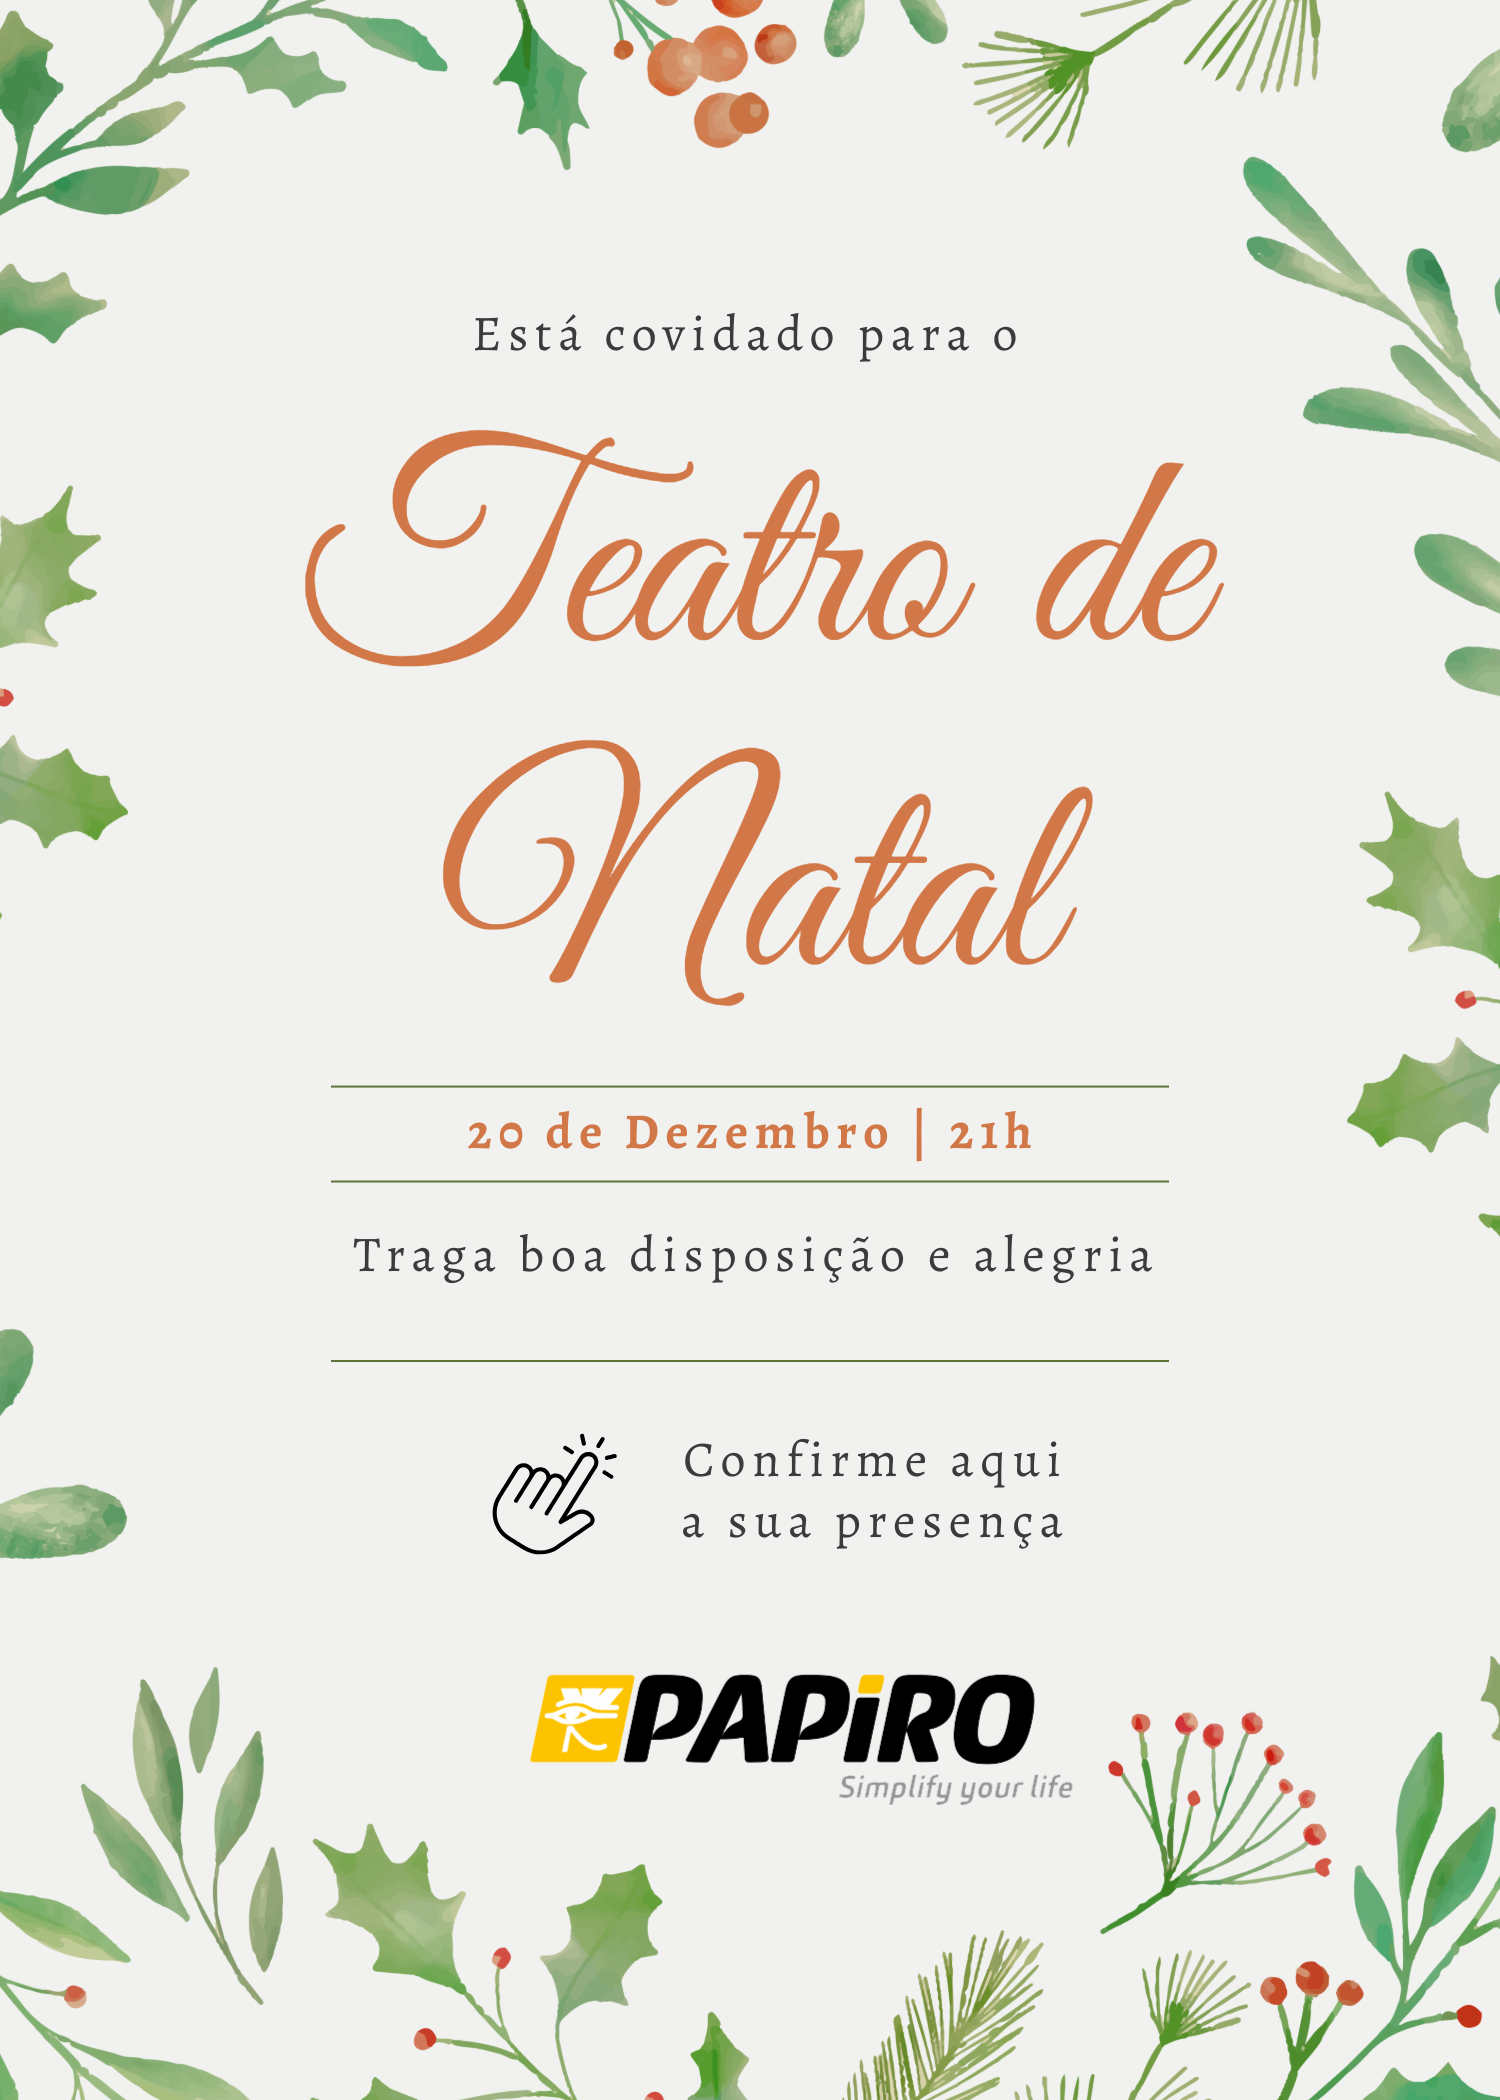 Está covidado para o
Teatro de
Natal
20 de Dezembro | 21h
Traga boa disposição e alegria
Confirme aqui
a sua presença
PAPiRO
Simplify your life